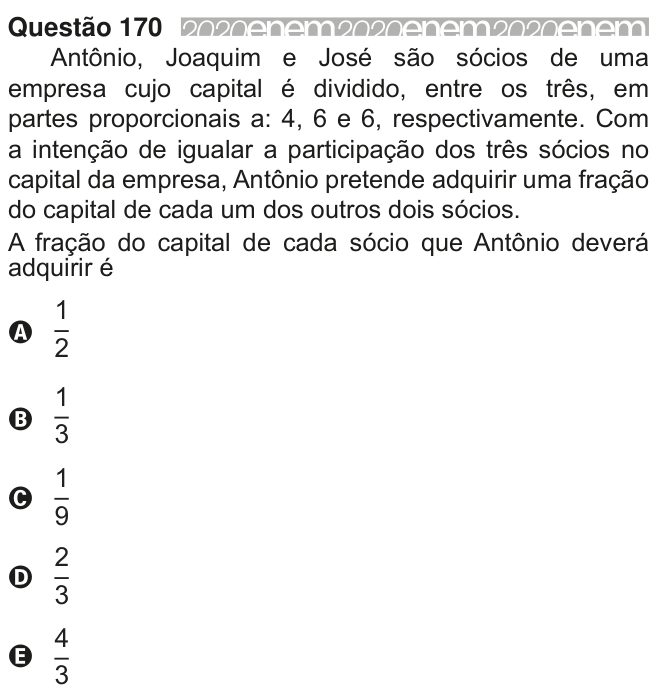 Questão 170 2020enem2020enem2020enem
Antônio, Joaquim e José são sócios de uma
empresa cujo capital é dividido, entre os três, em
partes proporcionais a: 4, 6 e 6, respectivamente. Com
a intenção de igualar a participação dos três sócios no
capital da empresa, Antônio pretende adquirir uma fração
do capital de cada um dos outros dois sócios.
A fração do capital de cada sócio que Antônio deverá
adquirir é
A 1/2
B 1/3
C 1/9
D 2/3
E 4/3